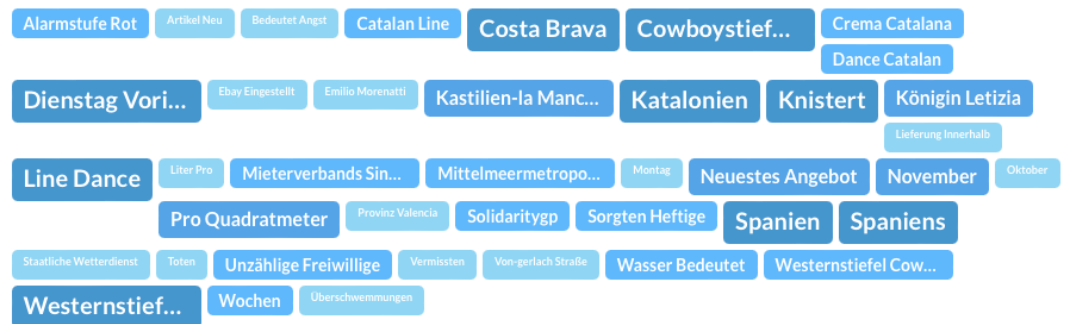 Alarmstufe Rot Artikel Neu Bedeutet Angst Catalan Line Costa Brava Cowboystief... Crema Catalana
Dance Catalan
Dienstag Vori... Ebay Eingestellt Emilio Morenatti Kastilien-la Manc... Katalonien Knistert Königin Letizia
Lieferung Innerhalb
Line Dance Liter Pro Mieterverbands Sin... Mittelmeermetropo... Montag Neuestes Angebot November Oktober
Pro Quadratmeter Provinz Valencia Solidaritygp Sorgten Heftige Spanien Spaniens
Staatliche Wetterdienst Toten Unzählige Freiwillige Vermissten Von-gerlach Straße Wasser Bedeutet Westernstiefel Cow...
Westernstief... Wochen Überschwemmungen